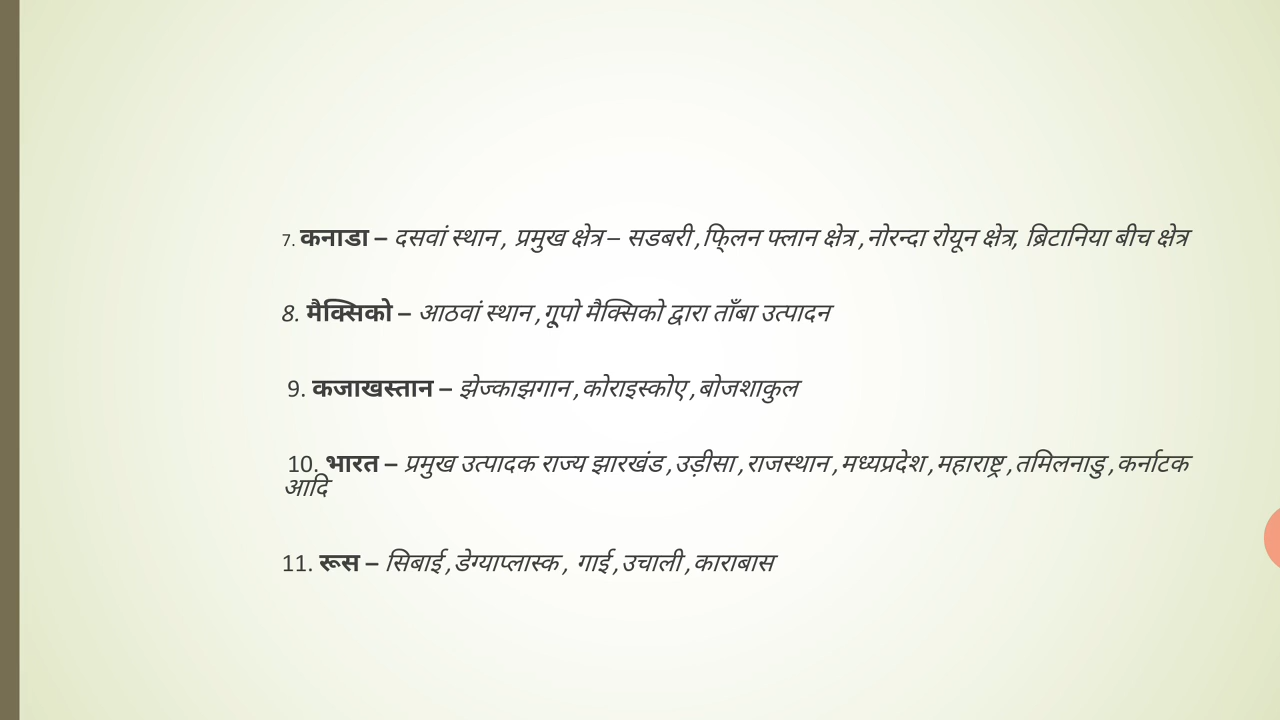 7. कनाडा – दसवां स्थान , प्रमुख क्षेत्र – सडबरी ,फ्लिन फ्लान क्षेत्र ,नोरन्दा रोयून क्षेत्र, ब्रिटानिया बीच क्षेत्र
8. मैक्सिको – आठवां स्थान ,ग्रूपो मैक्सिको द्वारा ताँबा उत्पादन
9. कजाखस्तान – झेज्काझगान ,कोराइस्कोए ,बोजशाकुल
10. भारत – प्रमुख उत्पादक राज्य झारखंड ,उड़ीसा ,राजस्थान ,मध्यप्रदेश ,महाराष्ट्र ,तमिलनाडु ,कर्नाटक
आदि
11. रूस – सिबाई ,डेग्याप्लास्क , गाई ,उचाली ,काराबास